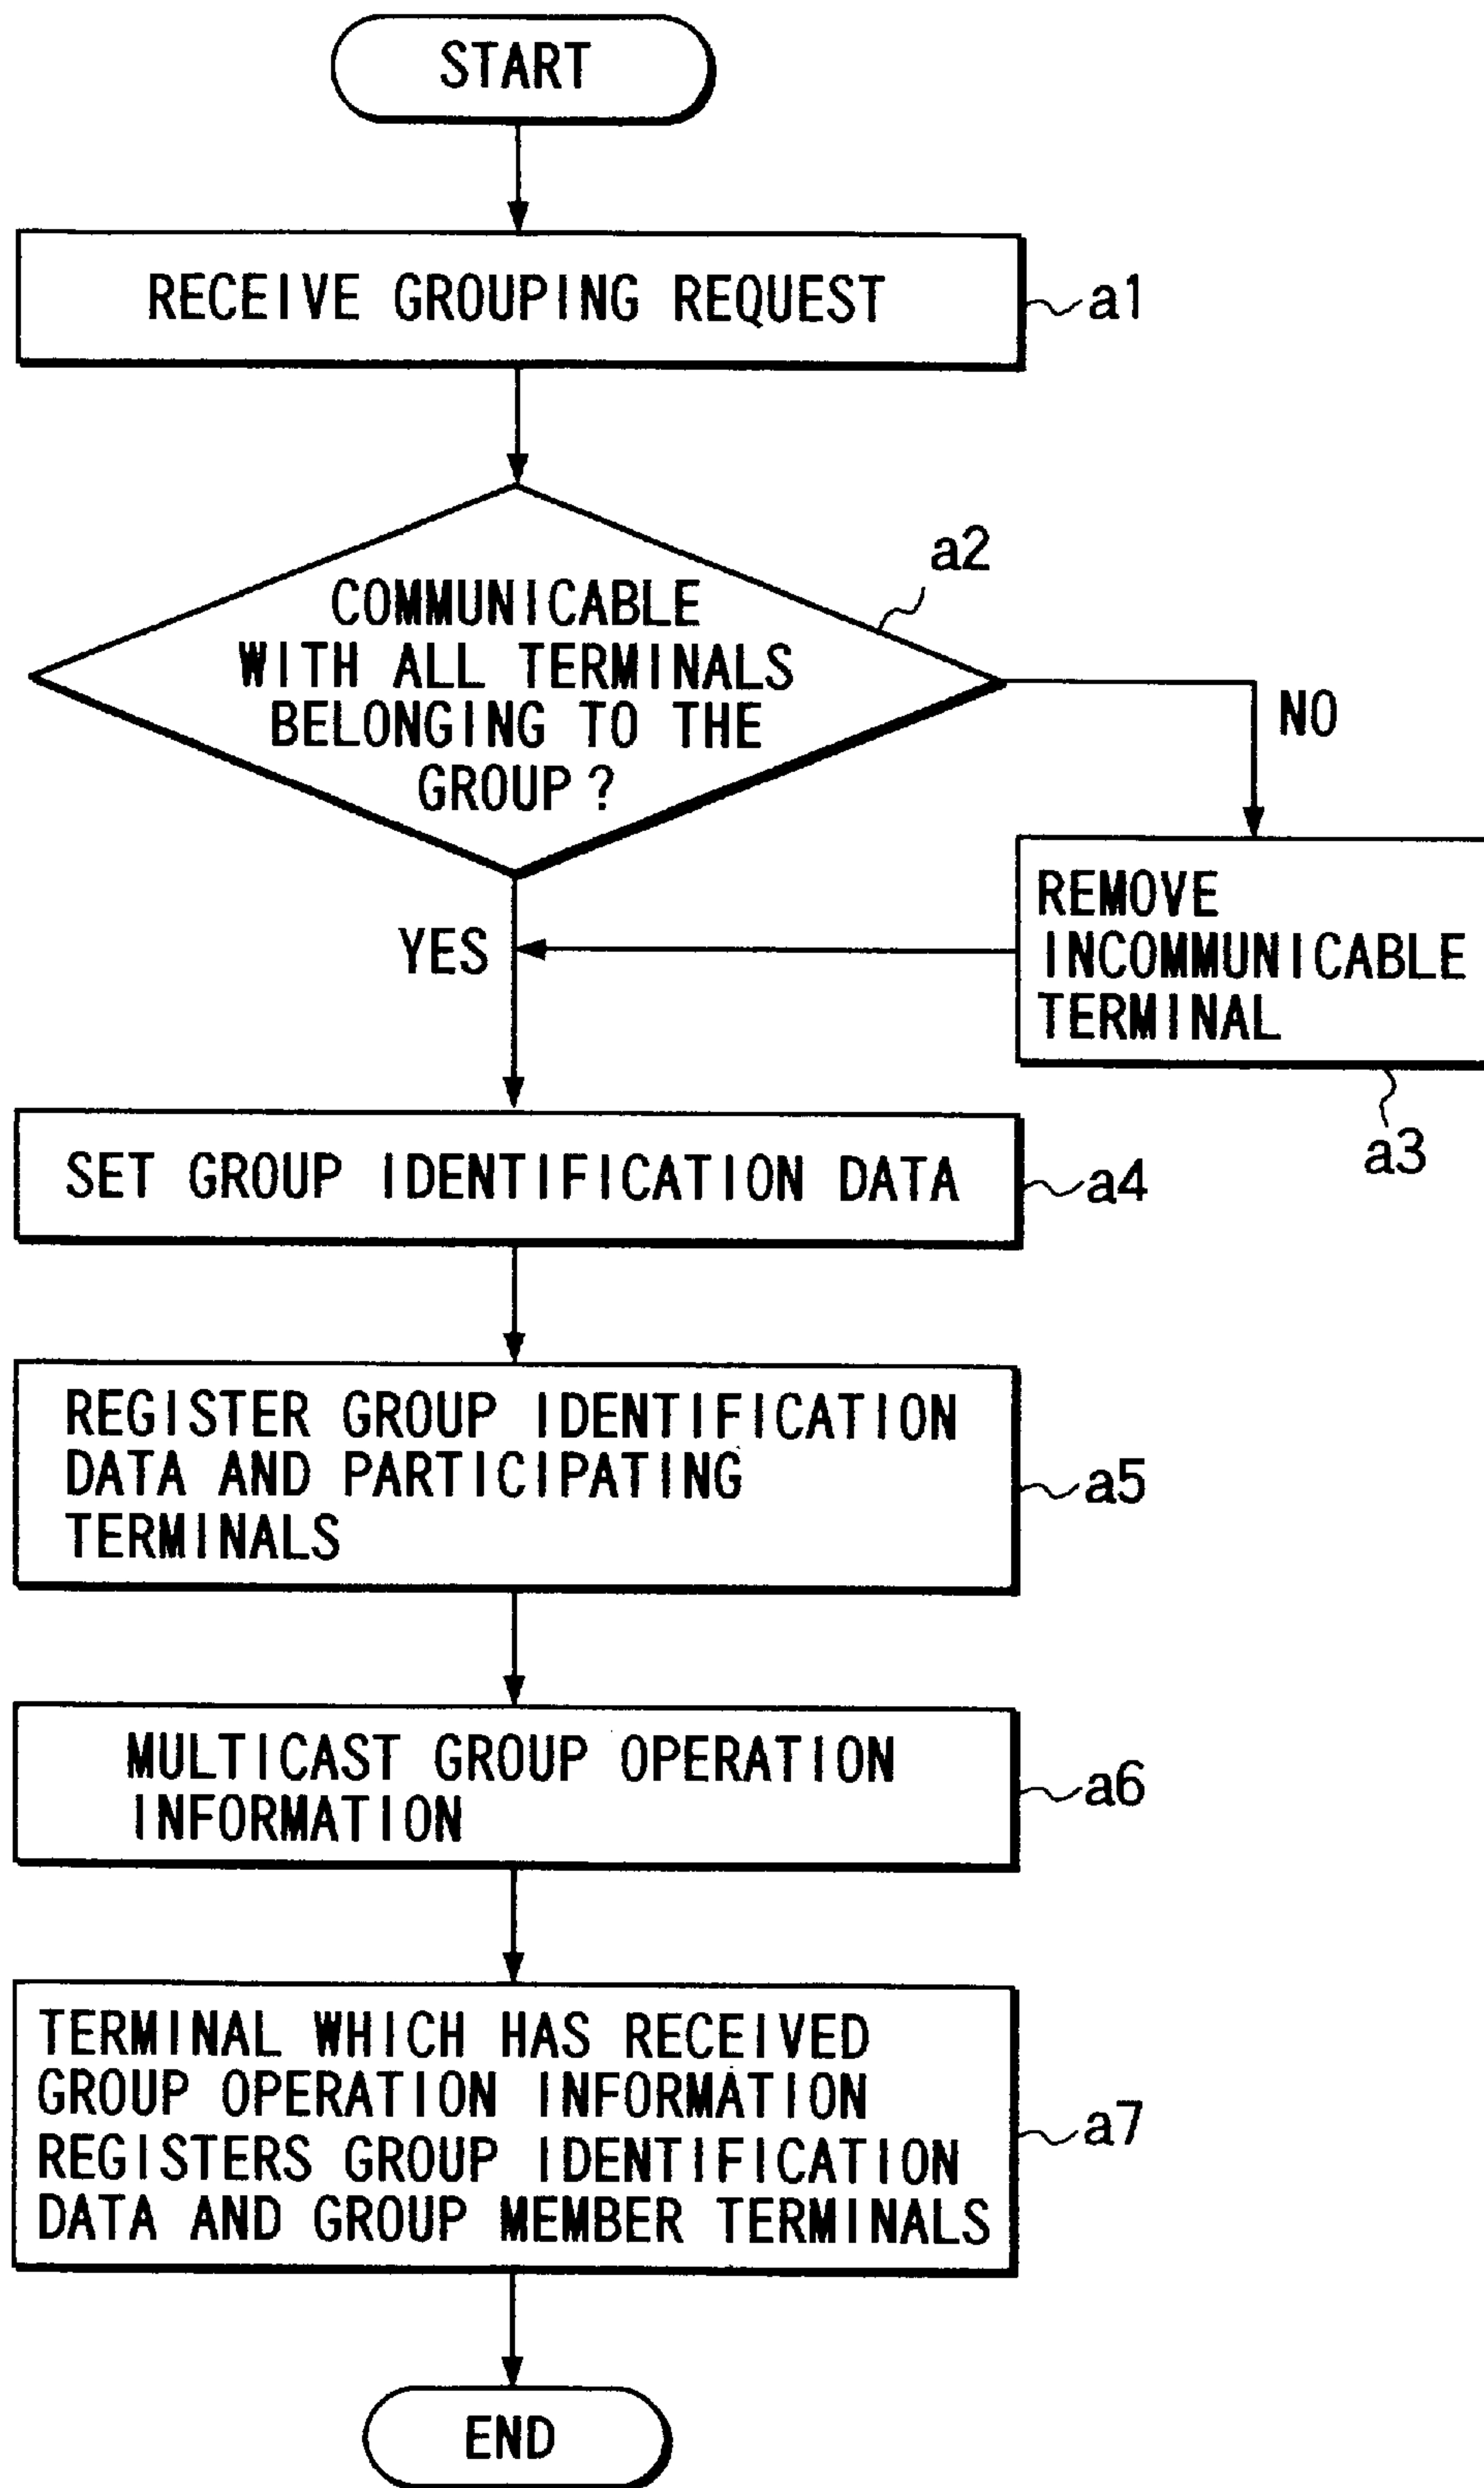 START
RECEIVE GROUPING REQUEST
a1
a2
COMMUNICABLE
WITH ALL TERMINALS
BELONGING TO THE
GROUP?
NO
REMOVE
INCOMMUNICABLE
TERMINAL
a3
YES
SET GROUP IDENTIFICATION DATA
a4
REGISTER GROUP IDENTIFICATION
DATA AND PARTICIPATING
TERMINALS
a5
MULTICAST GROUP OPERATION
INFORMATION
a6
TERMINAL WHICH HAS RECEIVED
GROUP OPERATION INFORMATION
REGISTERS GROUP IDENTIFICATION
DATA AND GROUP MEMBER TERMINALS
a7
END